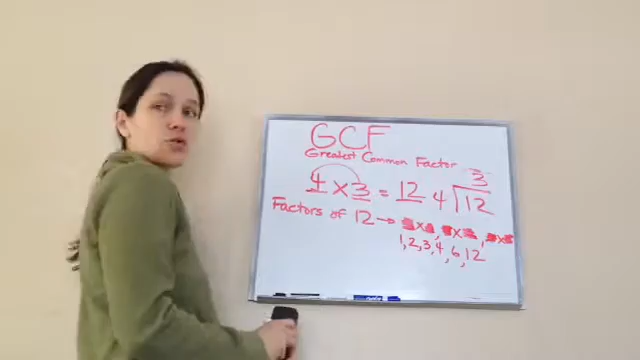 GCF
Greatest Common Factor
4 x 3 = 12
3
4 12
Factors of 12 →
1, 2, 3, 4, 6, 12